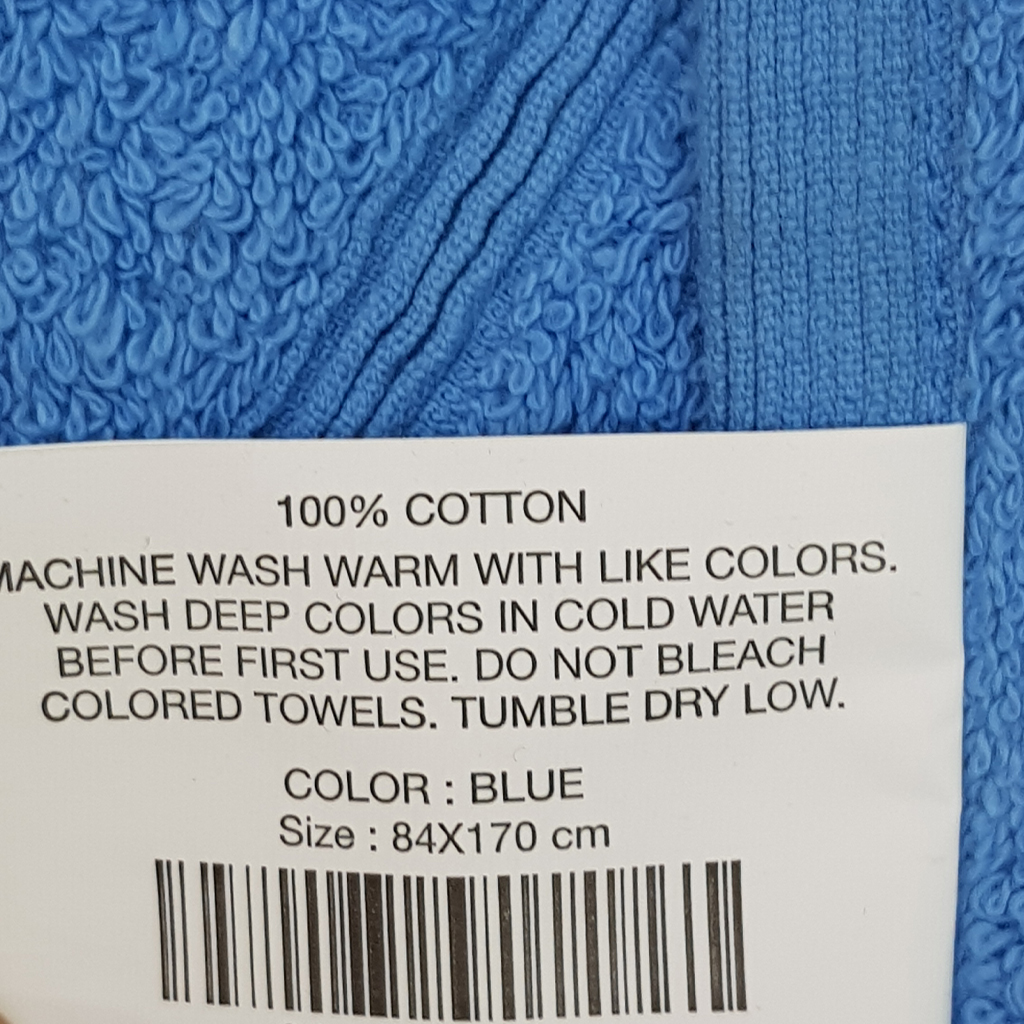 100% COTTON
MACHINE WASH WARM WITH LIKE COLORS.
WASH DEEP COLORS IN COLD WATER
BEFORE FIRST USE. DO NOT BLEACH
COLORED TOWELS. TUMBLE DRY LOW.
COLOR : BLUE
Size : 84X170 cm